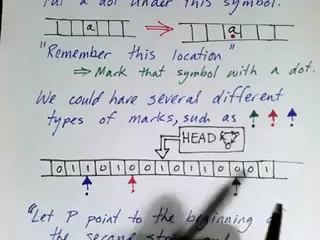 Put a dot under this symbol.
a a
"Remember this location"
⇒ Mark that symbol with a dot.
We could have several different
types of marks, such as
HEAD
0 1 1 0 1 0 0 1 0 1 1 0 0 0 1
"Let P point to the beginning of
the second